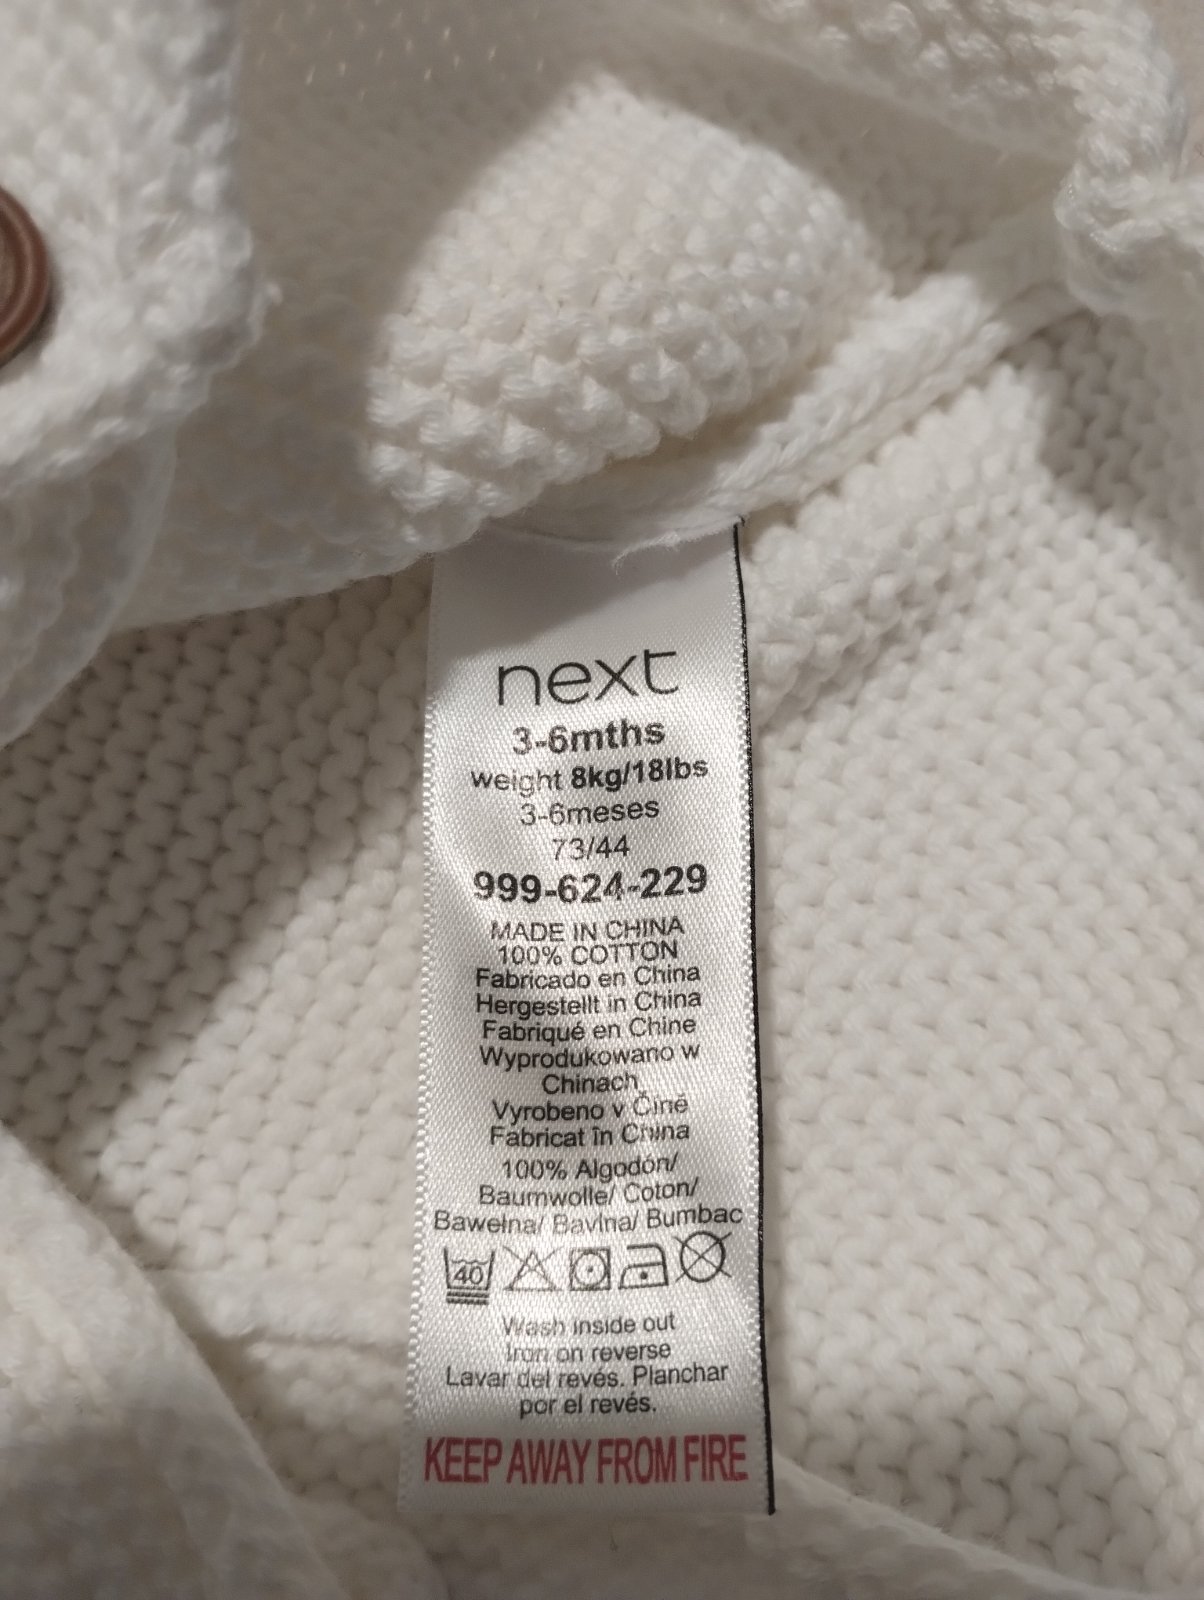 next
3-6mths
weight 8kg/18lbs
3-6meses
73/44
999-624-229
MADE IN CHINA
100% COTTON
Fabricado en China
Hergestellt in China
Fabriqué en Chine
Wyprodukowano w
Chinach
Vyrobeno v Číně
Fabricat în China
100% Algodón/
Baumwolle/ Coton/
Bawełna/ Bavlna/ Bumbac
40
Wash inside out
Iron on reverse
Lavar del revés. Planchar
por el revés.
KEEP AWAY FROM FIRE